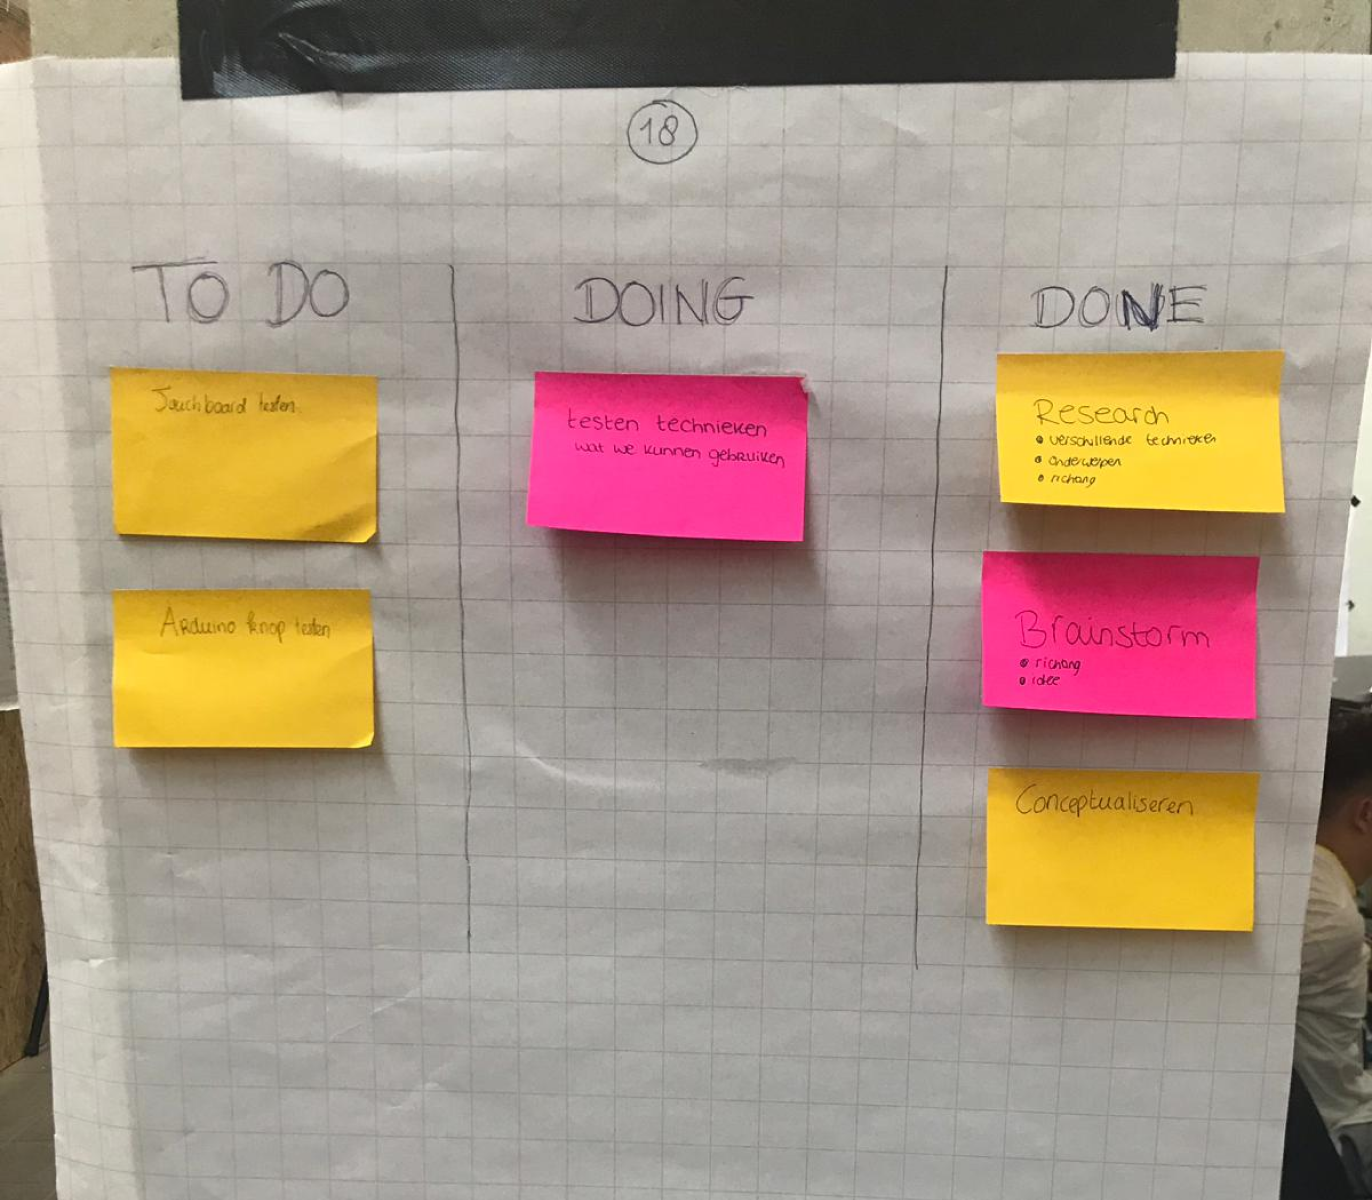 18
TO DO
DOING
DONE
Touchboard testen
Arduino knop testen
testen technieken
wat we kunnen gebruiken
Research
• verschillende technieken
• onderwerpen
• richting
Brainstorm
• richting
• idee
Conceptualiseren